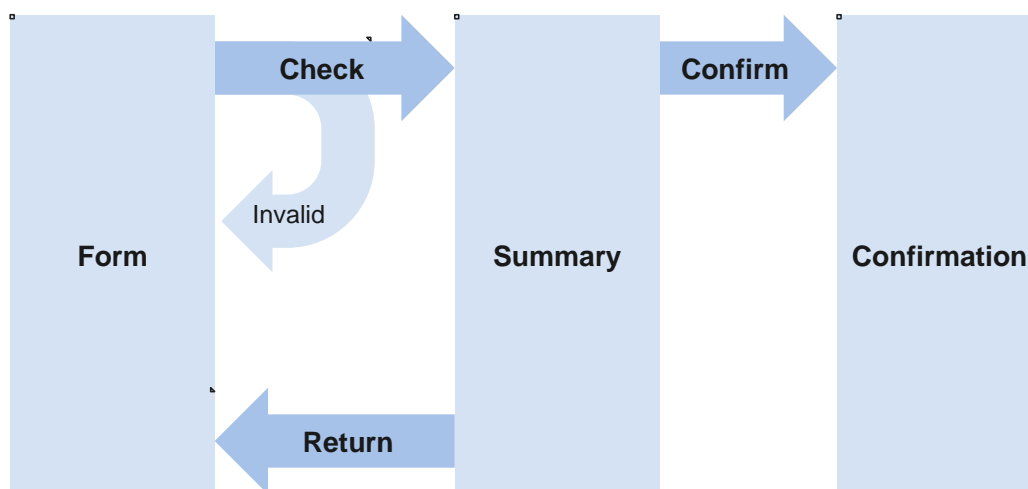 Check
Confirm
Invalid
Form
Summary
Confirmation
Return